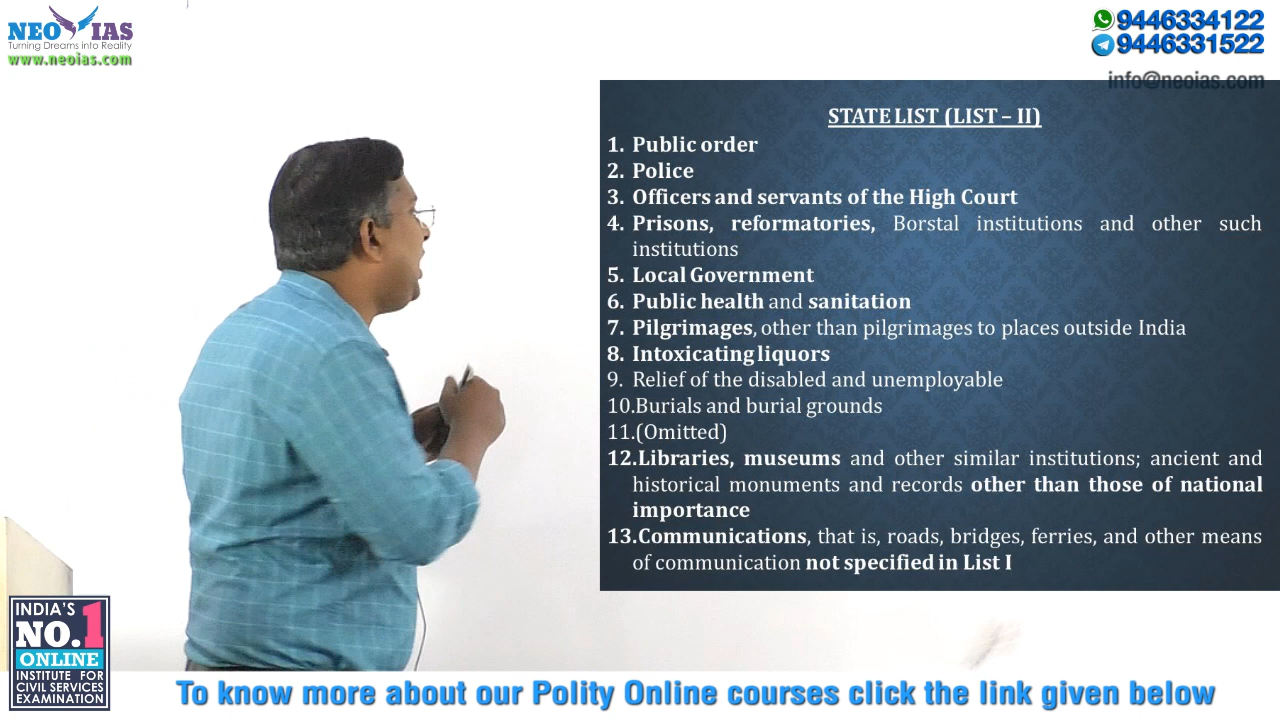 NEO IAS
Turning Dreams into Reality
www.neoias.com
9446334122
9446331522
info@neoias.com
STATE LIST (LIST – II)
1. Public order
2. Police
3. Officers and servants of the High Court
4. Prisons, reformatories, Borstal institutions and other such
institutions
5. Local Government
6. Public health and sanitation
7. Pilgrimages, other than pilgrimages to places outside India
8. Intoxicating liquors
9. Relief of the disabled and unemployable
10.Burials and burial grounds
11.(Omitted)
12.Libraries, museums and other similar institutions; ancient and
historical monuments and records other than those of national
importance
13.Communications, that is, roads, bridges, ferries, and other means
of communication not specified in List I
INDIA'S
NO.1
ONLINE
INSTITUTE FOR
CIVIL SERVICES
EXAMINATION
To know more about our Polity Online courses click the link given below